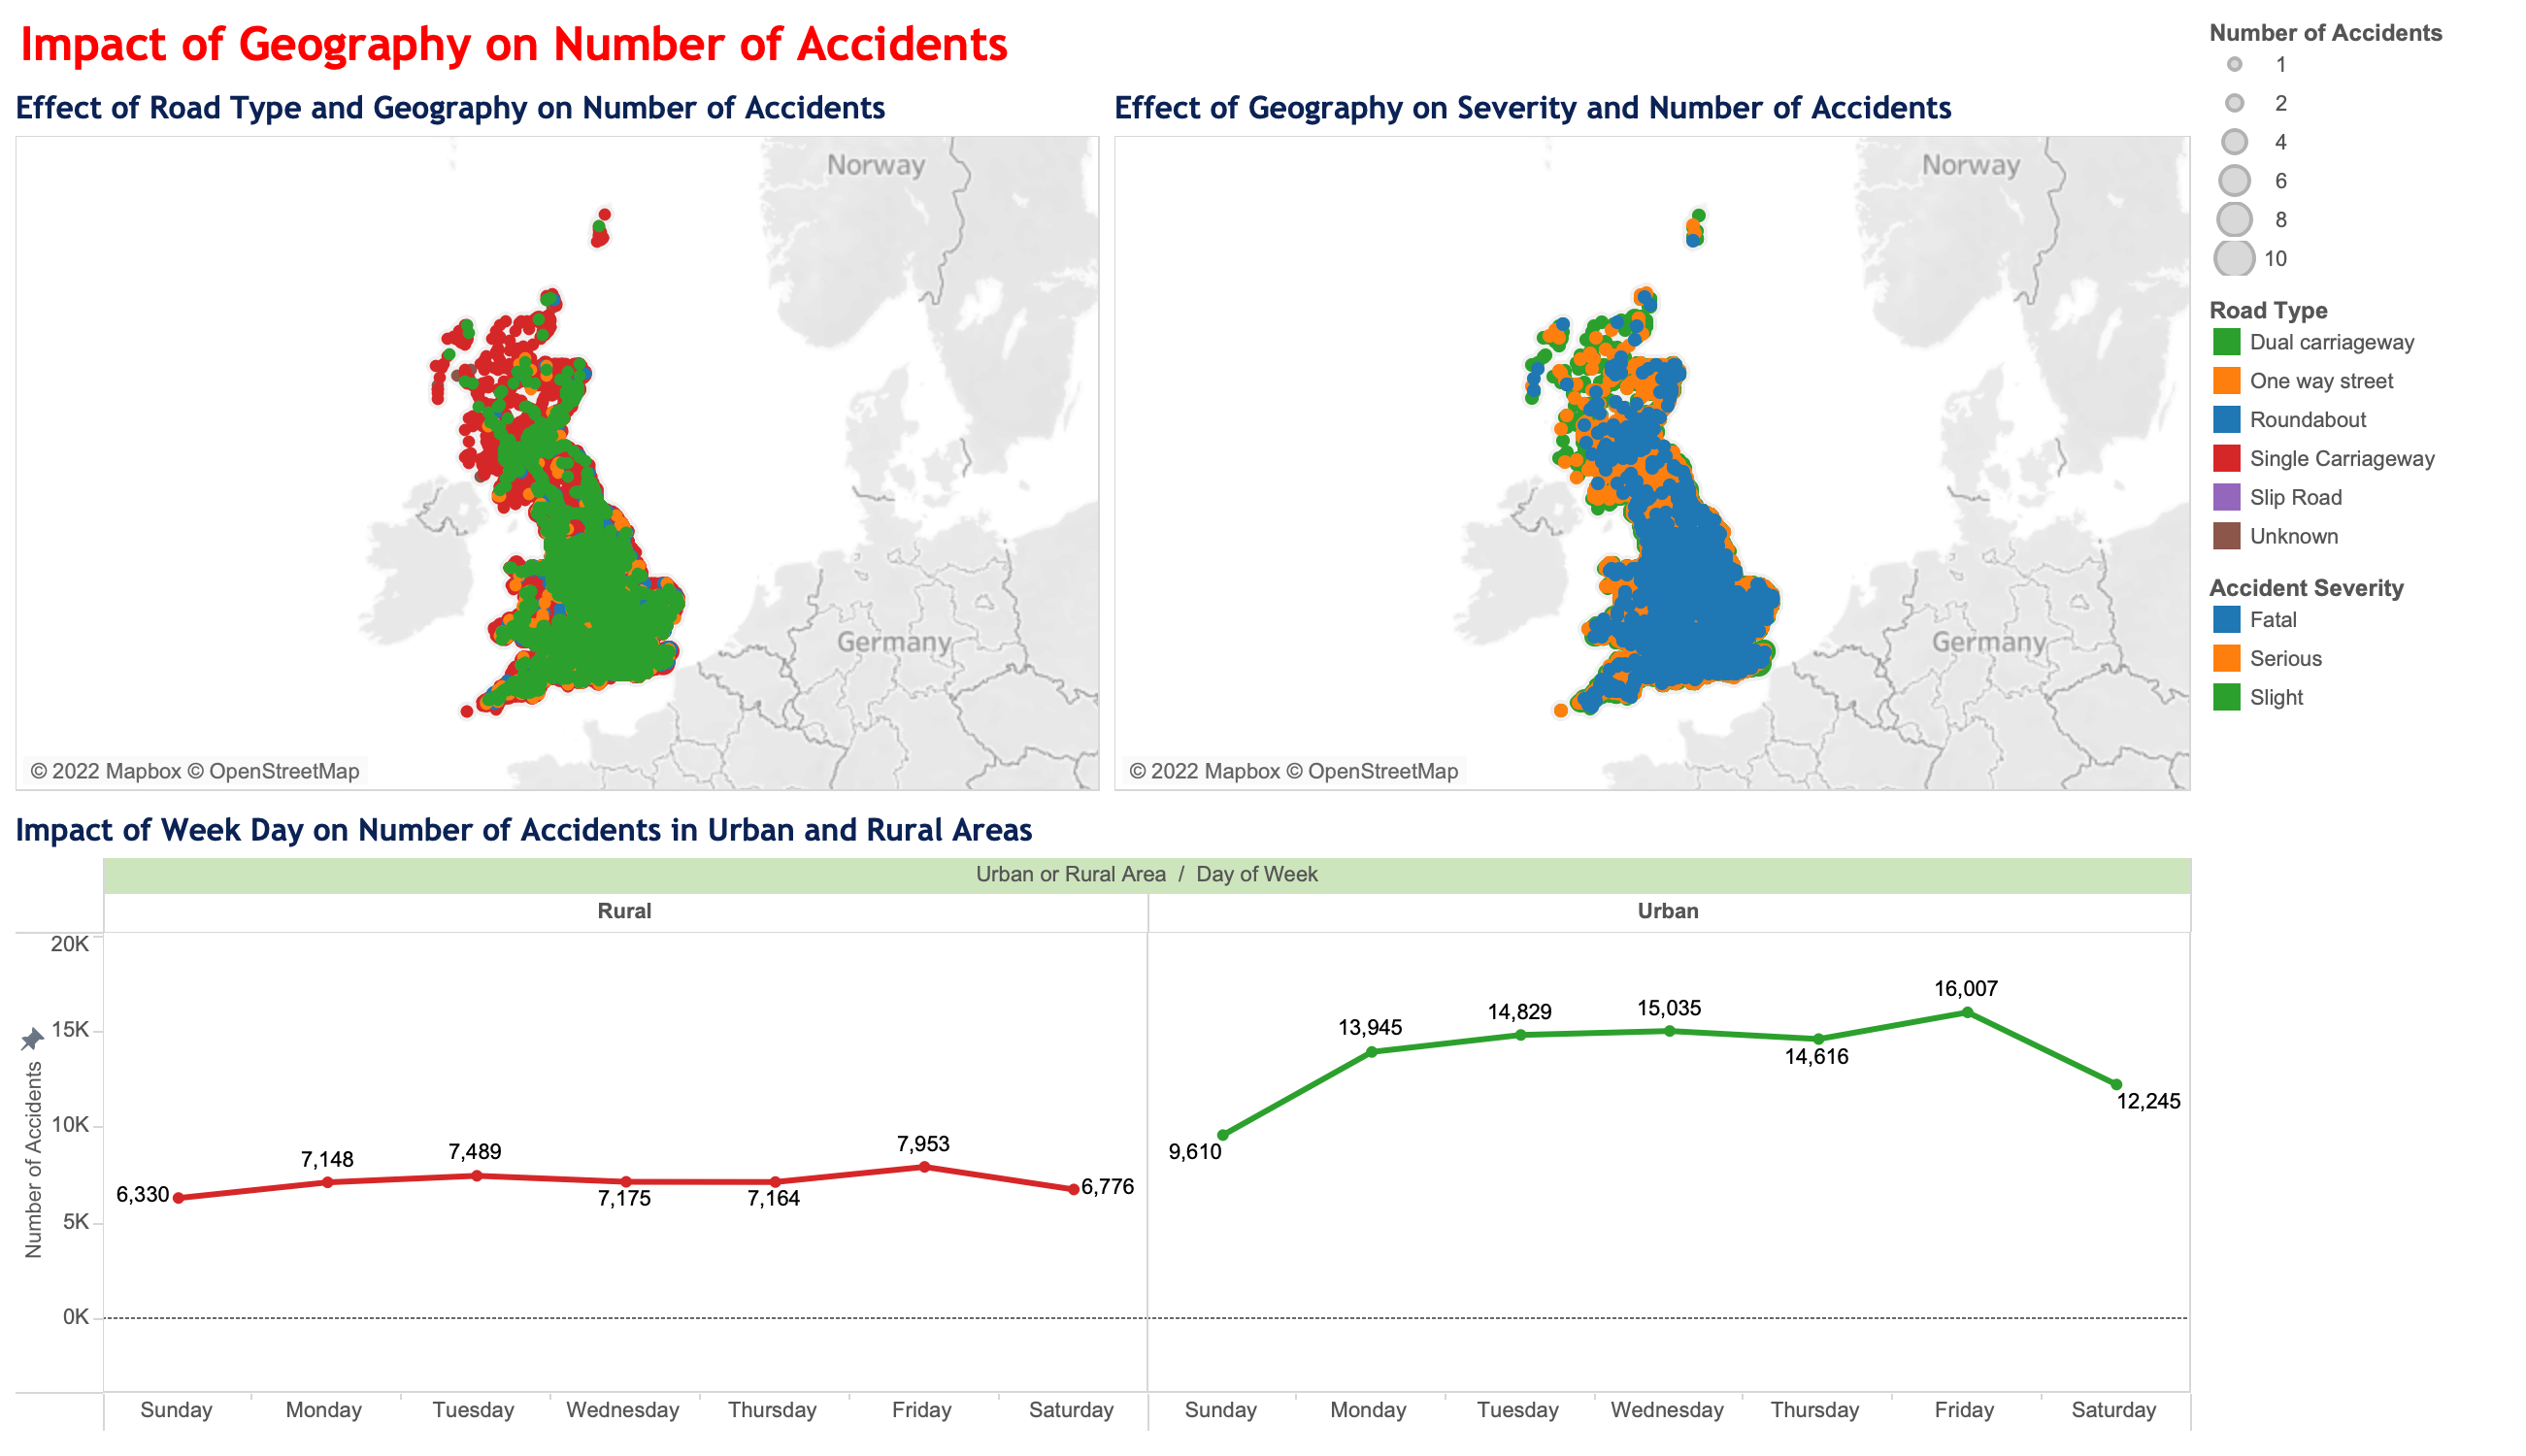 Impact of Geography on Number of Accidents
Effect of Road Type and Geography on Number of Accidents
Norway
Germany
© 2022 Mapbox © OpenStreetMap
Effect of Geography on Severity and Number of Accidents
Norway
Germany
© 2022 Mapbox © OpenStreetMap
Number of Accidents
1
2
4
6
8
10
Road Type
Dual carriageway
One way street
Roundabout
Single Carriageway
Slip Road
Unknown
Accident Severity
Fatal
Serious
Slight
Impact of Week Day on Number of Accidents in Urban and Rural Areas
Urban or Rural Area / Day of Week
Rural
Urban
Number of Accidents
20K
15K
10K
5K
0K
6,330
7,148
7,489
7,175
7,164
7,953
6,776
9,610
13,945
14,829
15,035
14,616
16,007
12,245
Sunday
Monday
Tuesday
Wednesday
Thursday
Friday
Saturday
Sunday
Monday
Tuesday
Wednesday
Thursday
Friday
Saturday